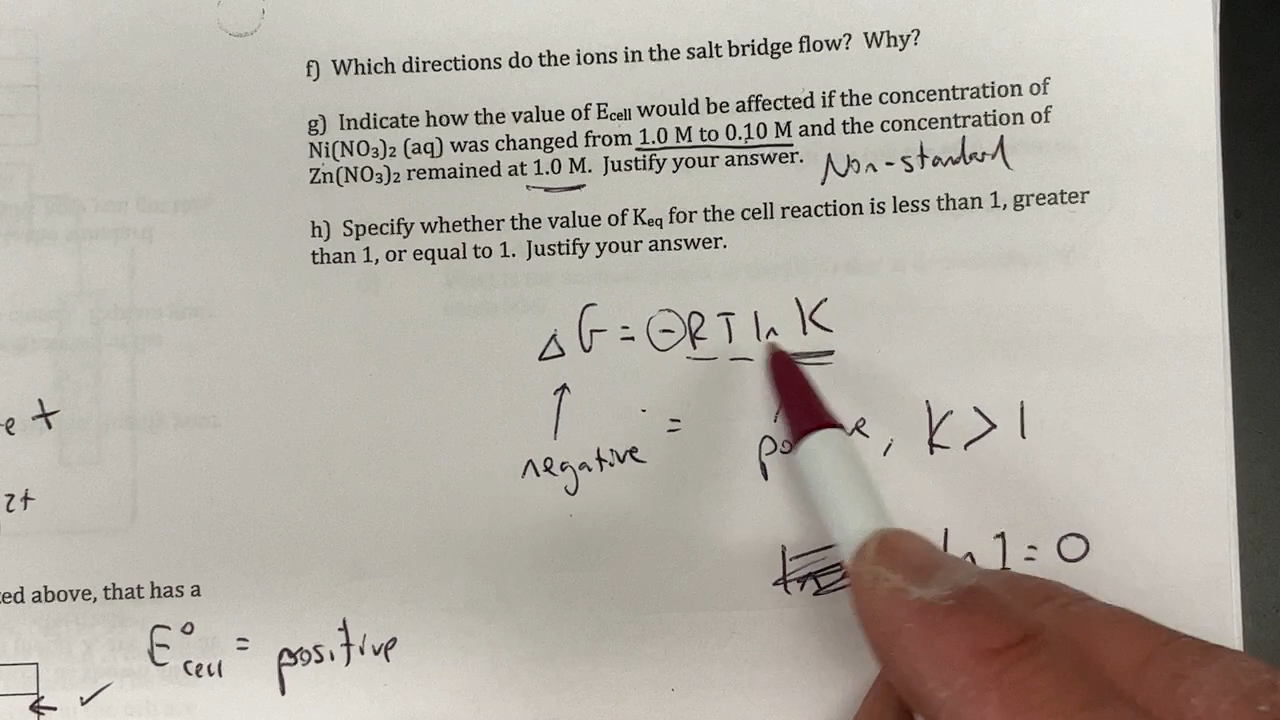 f) Which directions do the ions in the salt bridge flow? Why?
g) Indicate how the value of Ecell would be affected if the concentration of
Ni(NO3)2 (aq) was changed from 1.0 M to 0.10 M and the concentration of
Zn(NO3)2 remained at 1.0 M. Justify your answer. Non-standard
h) Specify whether the value of Keq for the cell reaction is less than 1, greater
than 1, or equal to 1. Justify your answer.
ΔG = -RT ln K
negative = , K > 1
ln 1 = 0
2+
above, that has a
E°cell = positive